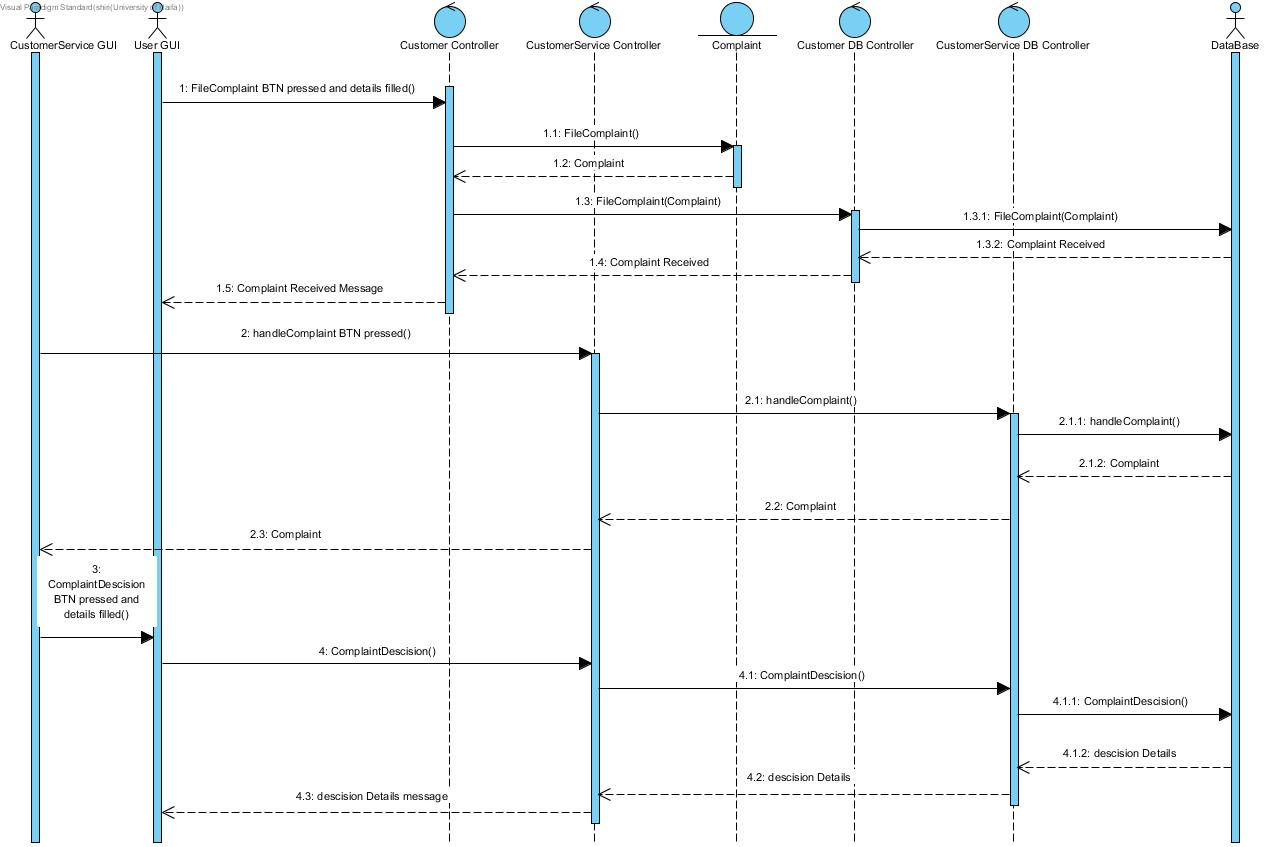 Visual Paradigm Standard(shiri(University of Haifa))
CustomerService GUI
User GUI
Customer Controller
CustomerService Controller
Complaint
Customer DB Controller
CustomerService DB Controller
DataBase
1: FileComplaint BTN pressed and details filled()
1.1: FileComplaint()
1.2: Complaint
1.3: FileComplaint(Complaint)
1.3.1: FileComplaint(Complaint)
1.3.2: Complaint Received
1.4: Complaint Received
1.5: Complaint Received Message
2: handleComplaint BTN pressed()
2.1: handleComplaint()
2.1.1: handleComplaint()
2.1.2: Complaint
2.2: Complaint
2.3: Complaint
3:
ComplaintDescision
BTN pressed and
details filled()
4: ComplaintDescision()
4.1: ComplaintDescision()
4.1.1: ComplaintDescision()
4.1.2: descision Details
4.2: descision Details
4.3: descision Details message